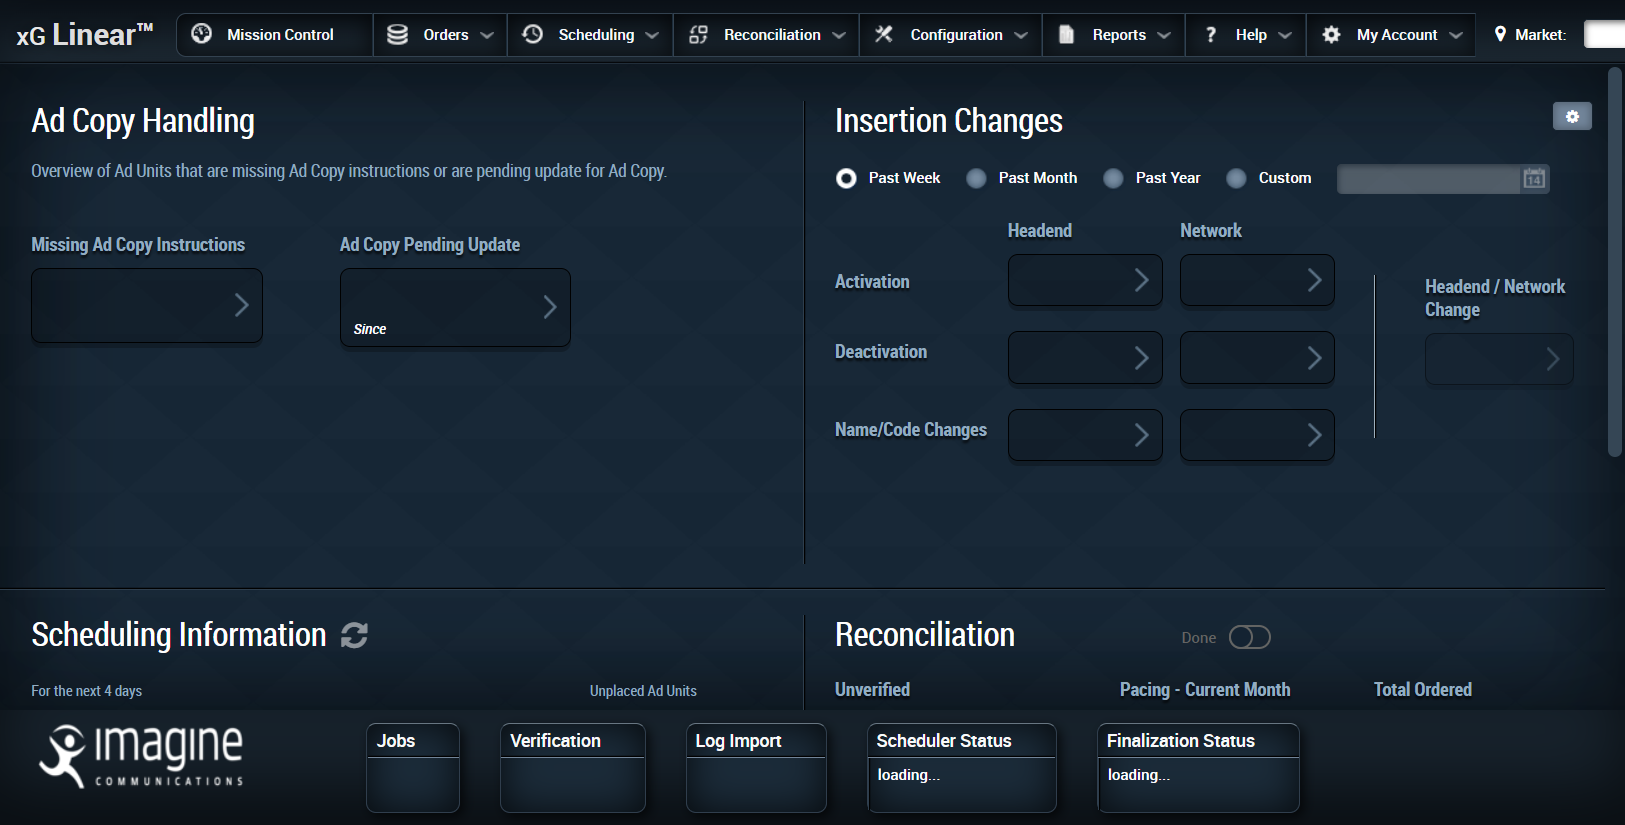 xG Linear™
Mission Control
Orders
Scheduling
Reconciliation
Configuration
Reports
? Help
My Account
Market:
Ad Copy Handling
Overview of Ad Units that are missing Ad Copy instructions or are pending update for Ad Copy.
Missing Ad Copy Instructions
Ad Copy Pending Update
Since
Insertion Changes
Past Week
Past Month
Past Year
Custom
14
Headend
Network
Activation
Deactivation
Name/Code Changes
Headend / Network
Change
Scheduling Information
For the next 4 days
Unplaced Ad Units
Reconciliation
Done
Unverified
Pacing - Current Month
Total Ordered
imagine
COMMUNICATIONS
Jobs
Verification
Log Import
Scheduler Status
loading...
Finalization Status
loading...